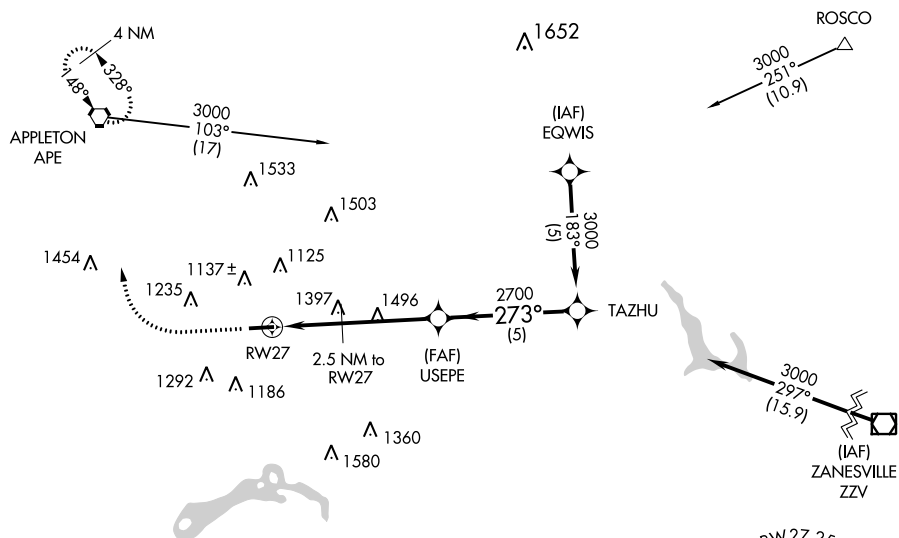 4 NM
328°
148°
APPLETON
APE
3000
103°
(17)
1652
ROSCO
3000
251°
(10.9)
(IAF)
EQWIS
3000
183°
(5)
1533
1503
1454
1137 ±
1125
1235
1397
1496
2700
273°
(5)
TAZHU
RW27
2.5 NM to
RW27
(FAF)
USEPE
1292
1186
1360
1580
3000
297°
(15.9)
(IAF)
ZANESVILLE
ZZV